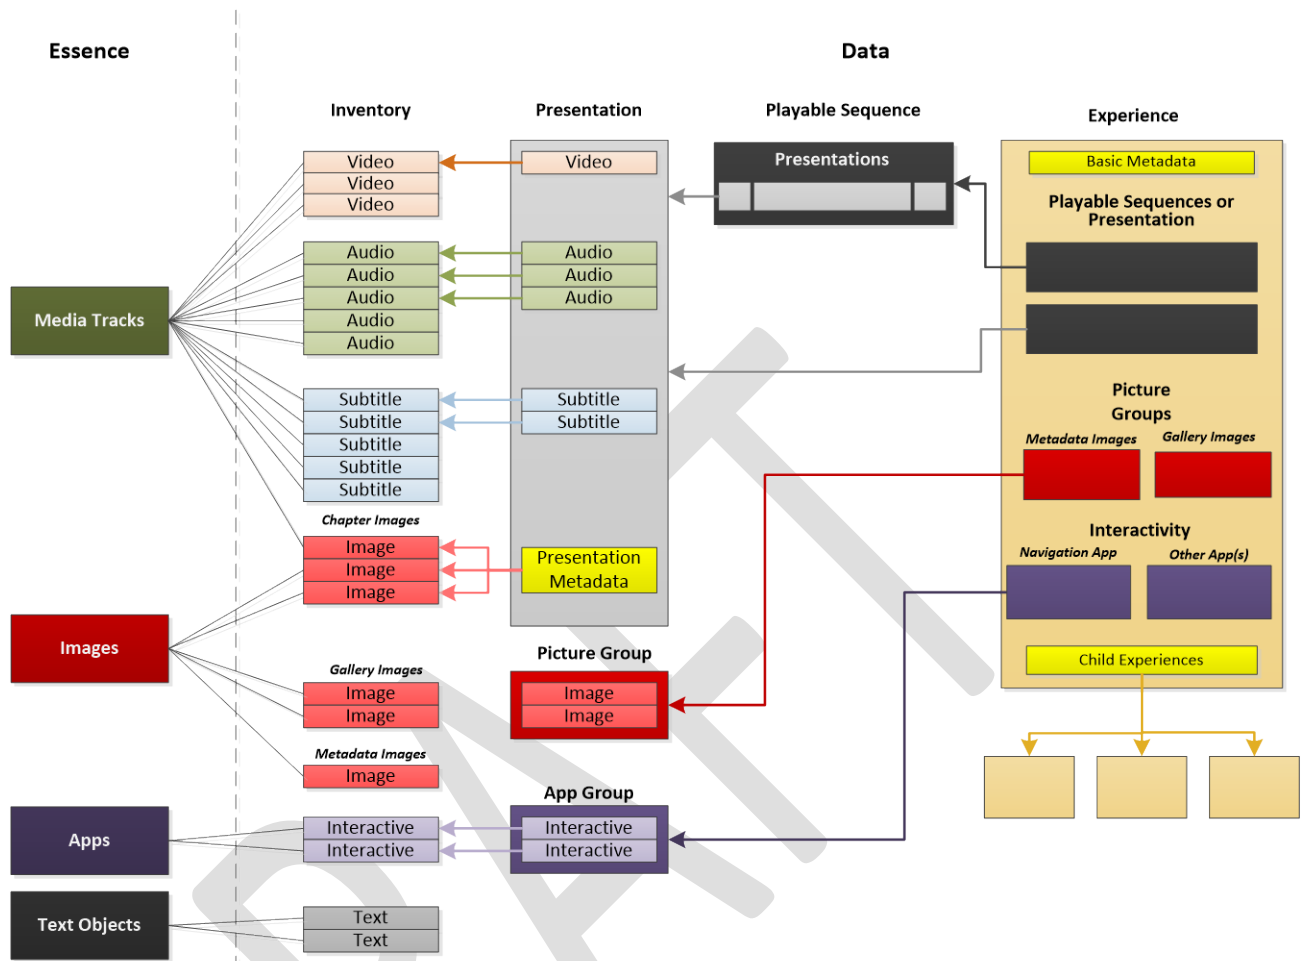 Essence
Data
Inventory
Presentation
Playable Sequence
Experience
Video
Video
Video
Video
Presentations
Basic Metadata
Playable Sequences or
Presentation
Audio
Audio
Audio
Audio
Audio
Audio
Audio
Audio
Media Tracks
Subtitle
Subtitle
Subtitle
Subtitle
Subtitle
Subtitle
Subtitle
Picture
Groups
Metadata Images
Gallery Images
Chapter Images
Image
Image
Image
Presentation
Metadata
Interactivity
Navigation App
Other App(s)
Images
Picture Group
Gallery Images
Image
Image
Image
Image
Child Experiences
Metadata Images
Image
App Group
Apps
Interactive
Interactive
Interactive
Interactive
Text Objects
Text
Text
DRAFT